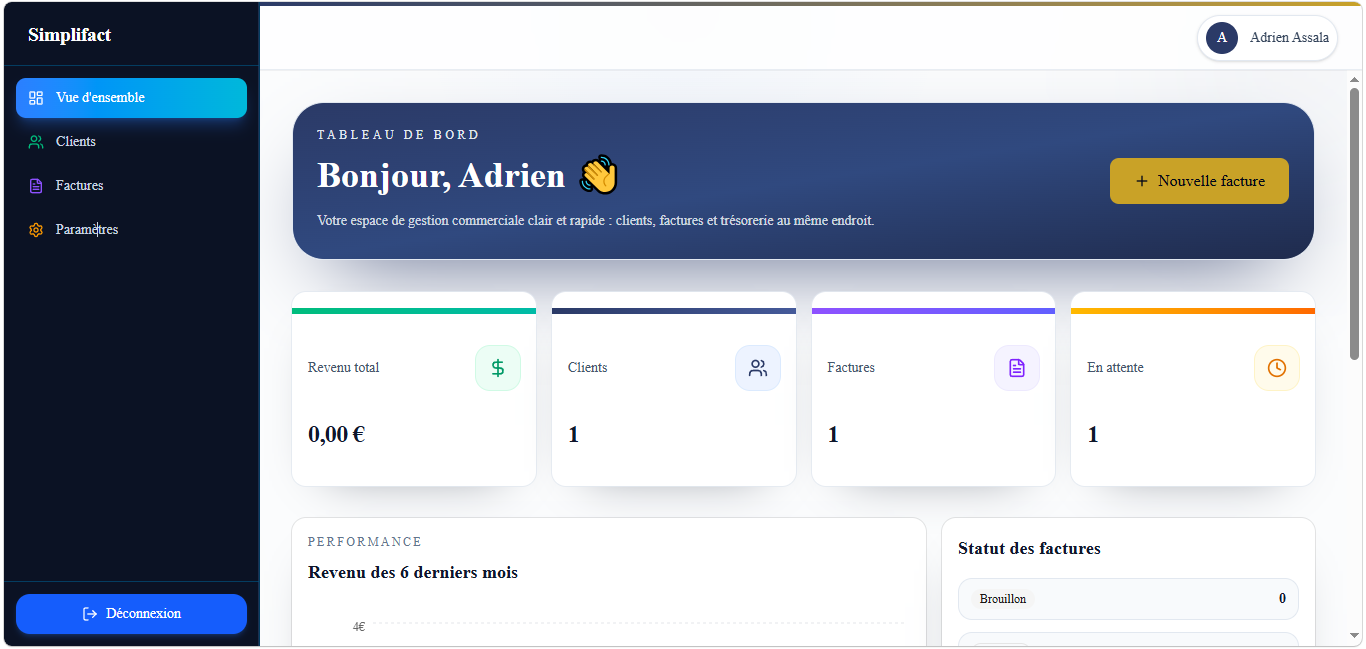 Simplifact
A
Adrien Assala
Vue d'ensemble
Clients
Factures
Paramètres
Déconnexion
TABLEAU DE BORD
Bonjour, Adrien 👋
Votre espace de gestion commerciale clair et rapide : clients, factures et trésorerie au même endroit.
+ Nouvelle facture
Revenu total
$
0,00 €
Clients
1
Factures
1
En attente
1
PERFORMANCE
Revenu des 6 derniers mois
4€
Statut des factures
Brouillon 0